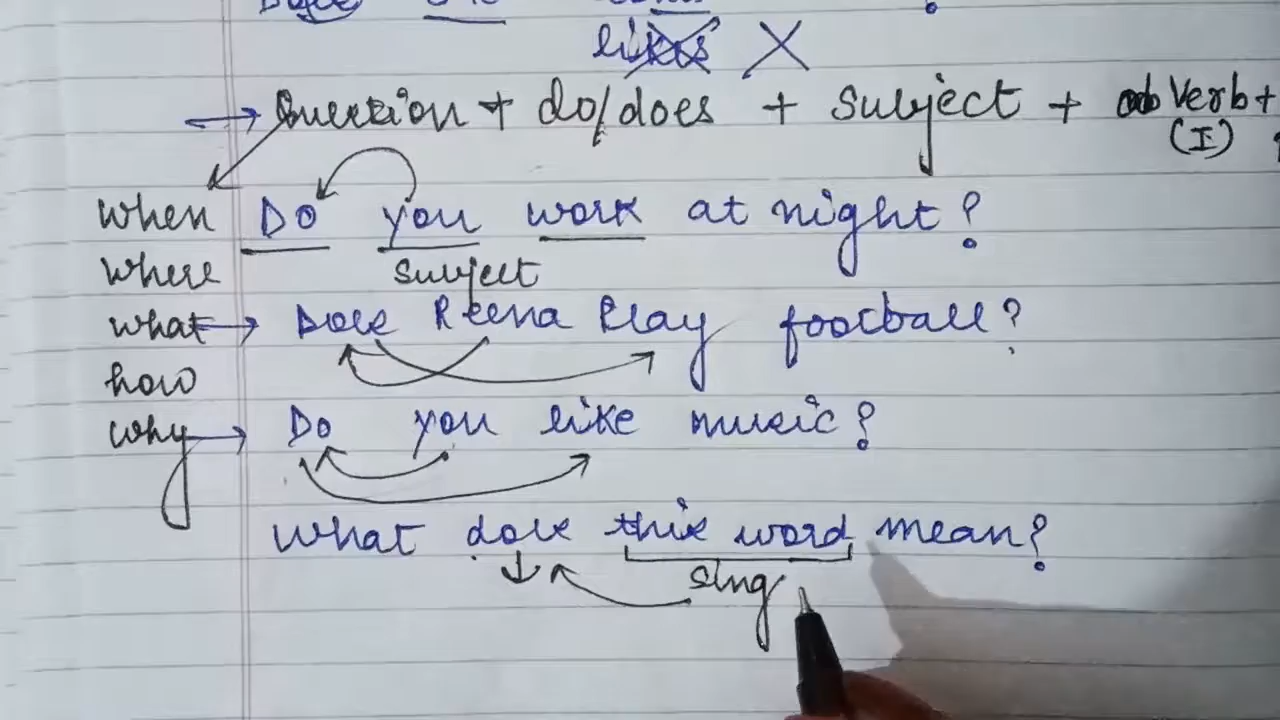 likes X
→ Question + do/does + Subject + Verb +
(I)
when Do you work at night?
where subject
what → Does Reena Play football?
how
why → Do you like music?
What does this word mean?
sing